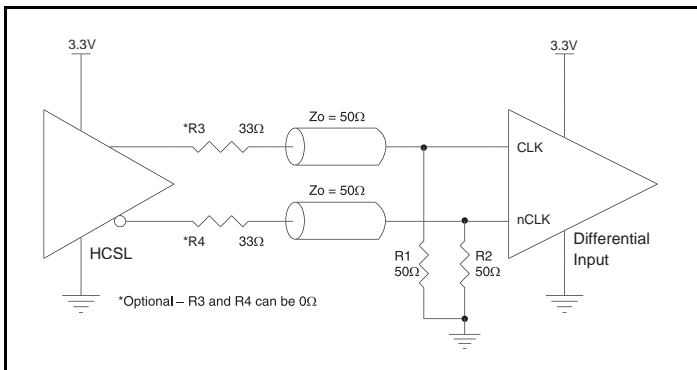 3.3V
3.3V
*R3 33Ω
Zo = 50Ω
CLK
Zo = 50Ω
nCLK
*R4 33Ω
HCSL
R1
50Ω
R2
50Ω
Differential
Input
*Optional – R3 and R4 can be 0Ω